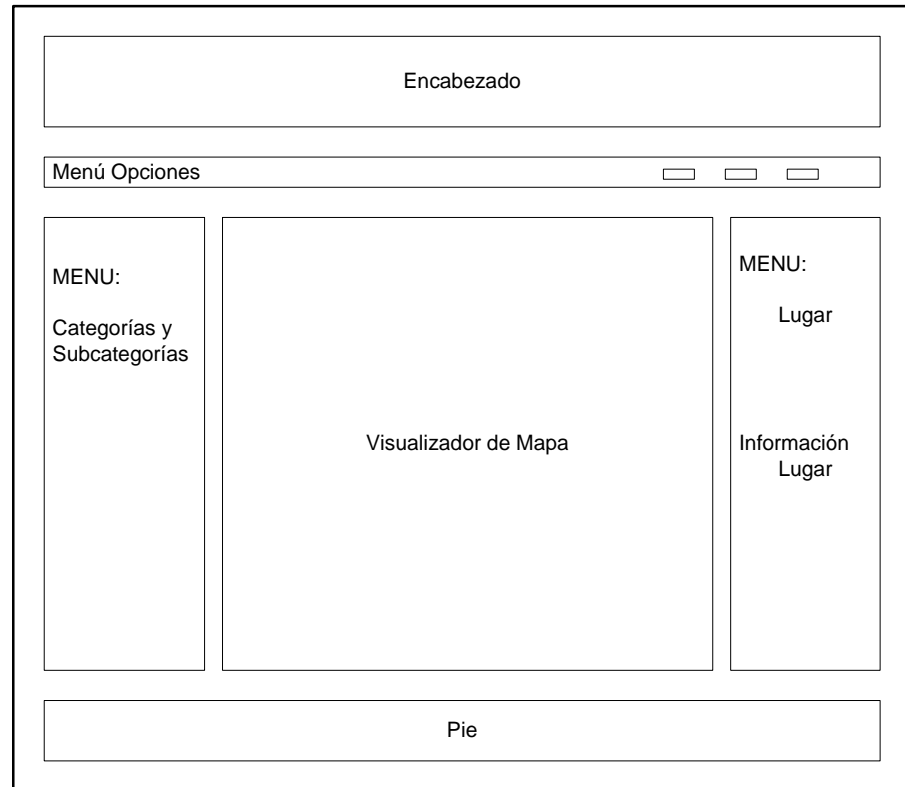 Encabezado
Menú Opciones
MENU:
Categorías y
Subcategorías
Visualizador de Mapa
MENU:
Lugar
Información
Lugar
Pie